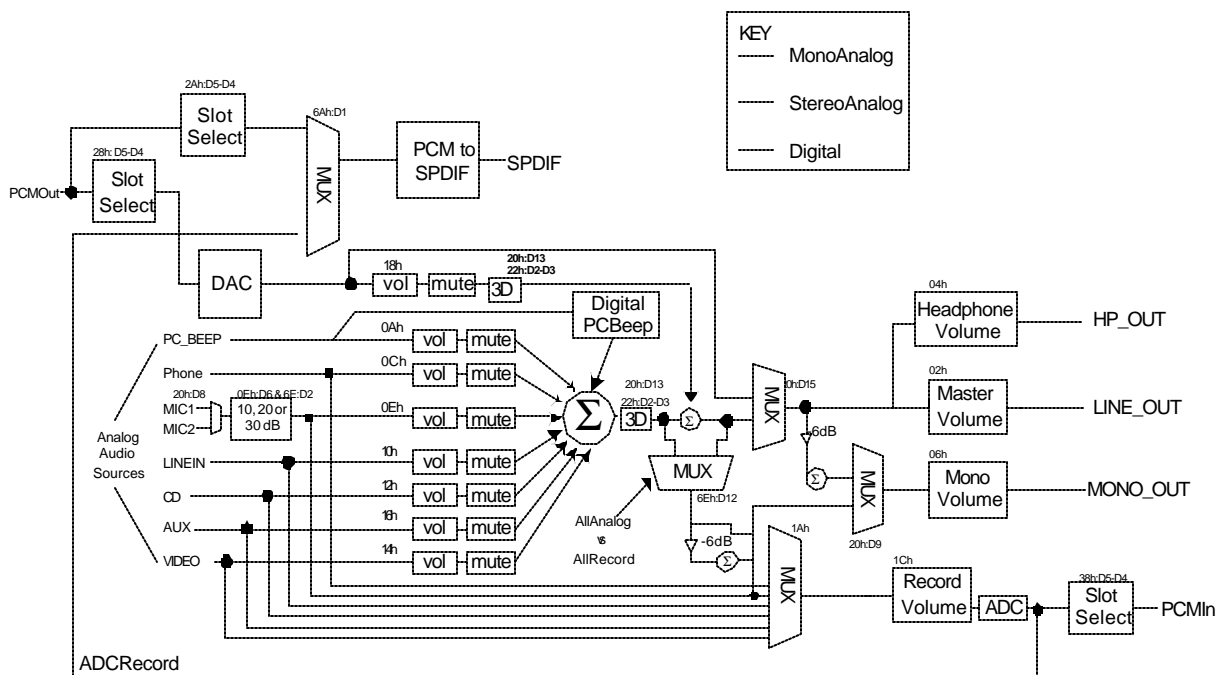 KEY
MonoAnalog
StereoAnalog
Digital
2Ah:D5-D4
Slot
Select
6Ah:D1
MUX
PCM to
SPDIF
SPDIF
28h: D5-D4
Slot
Select
PCMOut
DAC
18h
vol
mute
20h:D13
22h:D2-D3
3D
Digital
PCBeep
04h
Headphone
Volume
HP_OUT
PC_BEEP
0Ah
vol
mute
Phone
0Ch
vol
mute
20h:D8
MIC1
MIC2
0Eh:D6 & 6E:D2
10, 20 or
30 dB
0Eh
vol
mute
Σ
20h:D13
22h:D2-D3
3D
Σ
MUX
0h:D15
02h
Master
Volume
LINE_OUT
-6dB
Analog
Audio
Sources
LINEIN
10h
vol
mute
MUX
6Eh:D12
Σ
MUX
20h:D9
06h
Mono
Volume
MONO_OUT
CD
12h
vol
mute
AUX
16h
vol
mute
AllAnalog
vs
AllRecord
-6dB
Σ
VIDEO
14h
vol
mute
1Ah
MUX
1Ch
Record
Volume
ADC
38h:D5-D4
Slot
Select
PCMIn
ADCRecord